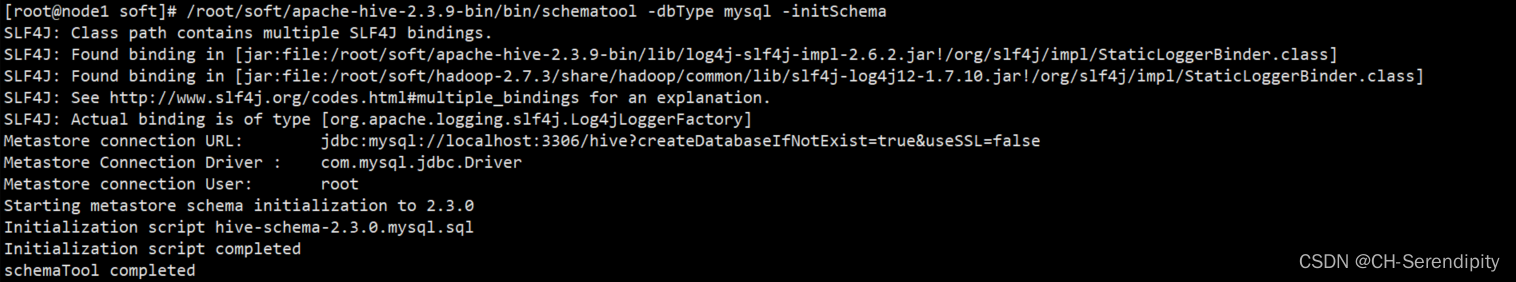 [root@node1 soft]# /root/soft/apache-hive-2.3.9-bin/bin/schematool -dbType mysql -initSchema
SLF4J: Class path contains multiple SLF4J bindings.
SLF4J: Found binding in [jar:file:/root/soft/apache-hive-2.3.9-bin/lib/log4j-slf4j-impl-2.6.2.jar!/org/slf4j/impl/StaticLoggerBinder.class]
SLF4J: Found binding in [jar:file:/root/soft/hadoop-2.7.3/share/hadoop/common/lib/slf4j-log4j12-1.7.10.jar!/org/slf4j/impl/StaticLoggerBinder.class]
SLF4J: See http://www.slf4j.org/codes.html#multiple_bindings for an explanation.
SLF4J: Actual binding is of type [org.apache.logging.slf4j.Log4jLoggerFactory]
Metastore connection URL:        jdbc:mysql://localhost:3306/hive?createDatabaseIfNotExist=true&useSSL=false
Metastore Connection Driver :    com.mysql.jdbc.Driver
Metastore connection User:       root
Starting metastore schema initialization to 2.3.0
Initialization script hive-schema-2.3.0.mysql.sql
Initialization script completed
schemaTool completed
CSDN @CH-Serendipity